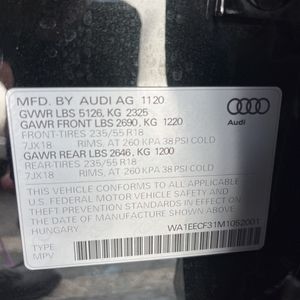 MFD. BY AUDI AG 1120
GVWR LBS 5126, KG 2325
GAWR FRONT LBS 2690, KG 1220
FRONT-TIRES 235/55 R18
7JX18 RIMS, AT 260 KPA 38 PSI COLD
GAWR REAR LBS 2646, KG 1200
REAR-TIRES 235/55 R18
7JX18 RIMS, AT 260 KPA 38 PSI COLD
THIS VEHICLE CONFORMS TO ALL APPLICABLE
U.S. FEDERAL MOTOR VEHICLE SAFETY AND
THEFT PREVENTION STANDARDS IN EFFECT ON
THE DATE OF MANUFACTURE SHOWN ABOVE.
HUNGARY WA1EECF31M1052001
TYPE:
MPV
Audi